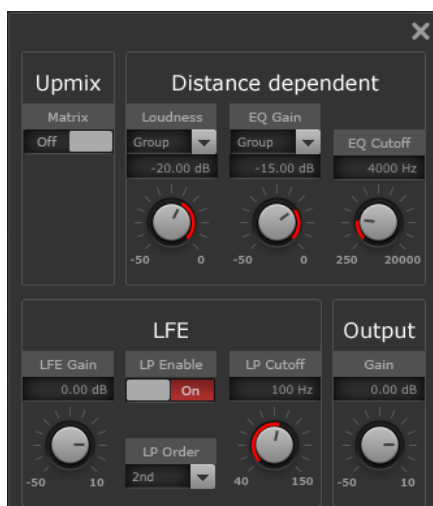 Upmix
Matrix
Off
Distance dependent
Loudness
Group
-20.00 dB
-50 0
EQ Gain
Group
-15.00 dB
-50 0
EQ Cutoff
4000 Hz
250 20000
LFE
LFE Gain
0.00 dB
-50 10
LP Enable
On
LP Order
2nd
LP Cutoff
100 Hz
40 150
Output
Gain
0.00 dB
-50 10